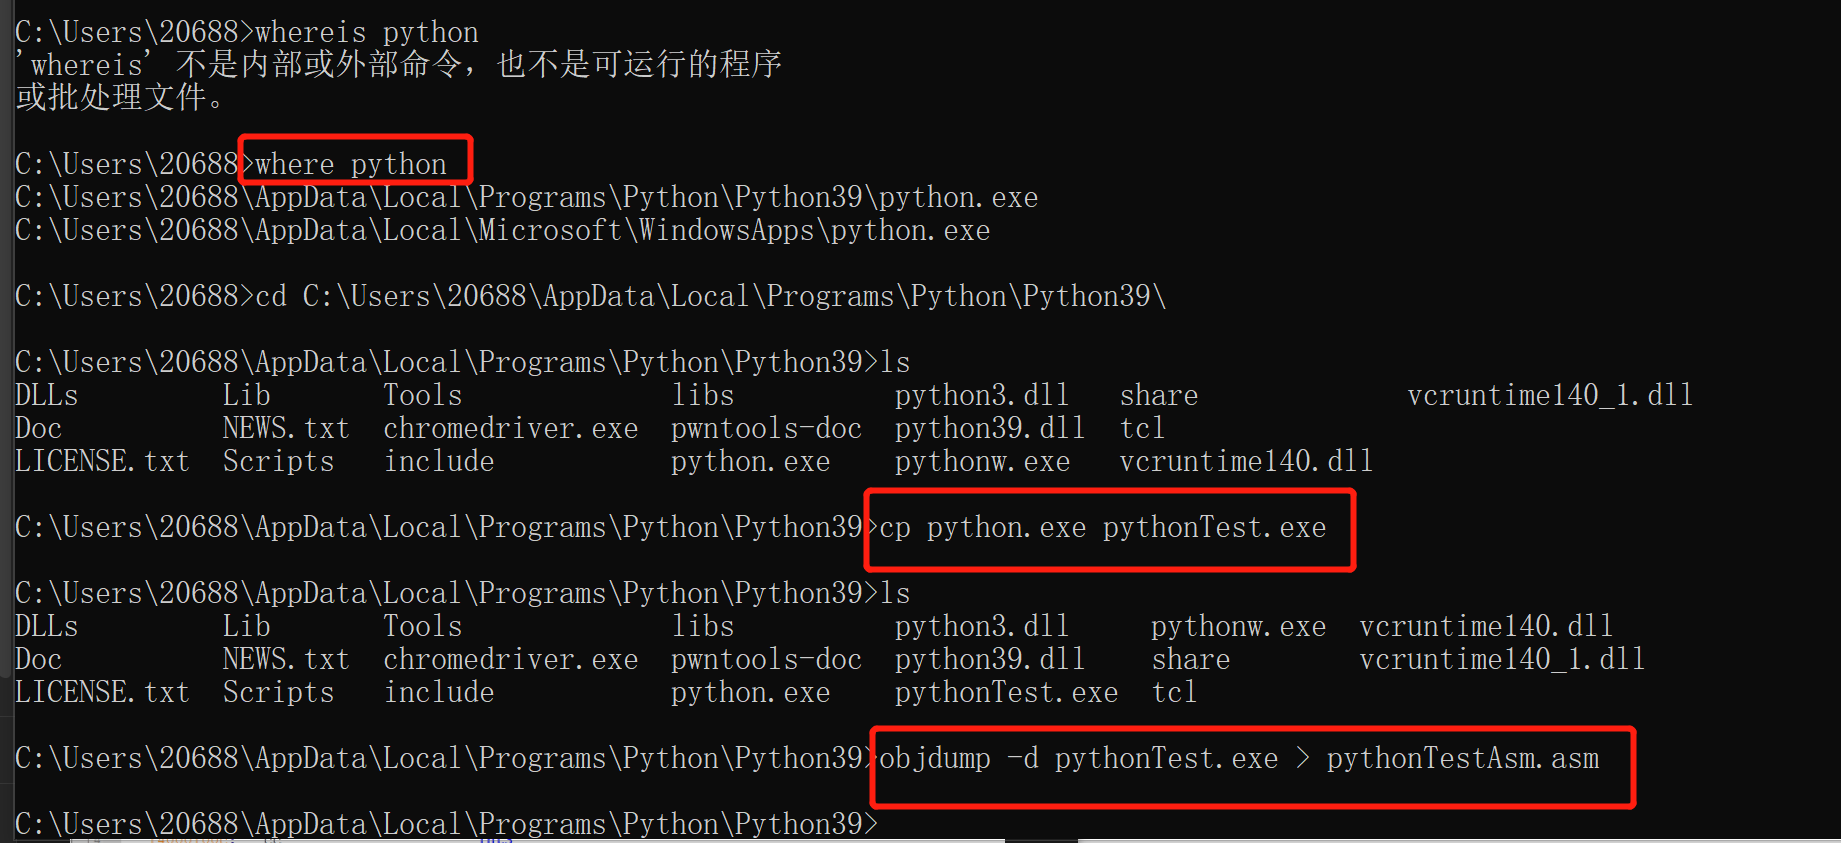 C:\Users\20688>whereis python
'whereis' 不是内部或外部命令，也不是可运行的程序
或批处理文件。
C:\Users\20688>where python
C:\Users\20688\AppData\Local\Programs\Python\Python39\python.exe
C:\Users\20688\AppData\Local\Microsoft\WindowsApps\python.exe
C:\Users\20688>cd C:\Users\20688\AppData\Local\Programs\Python\Python39\
C:\Users\20688\AppData\Local\Programs\Python\Python39>ls
DLLs Lib Tools libs python3.dll share vcruntime140_1.dll
Doc NEWS.txt chromedriver.exe pwntools-doc python39.dll tcl
LICENSE.txt Scripts include python.exe pythonw.exe vcruntime140.dll
C:\Users\20688\AppData\Local\Programs\Python\Python39>cp python.exe pythonTest.exe
C:\Users\20688\AppData\Local\Programs\Python\Python39>ls
DLLs Lib Tools libs python3.dll pythonw.exe vcruntime140.dll
Doc NEWS.txt chromedriver.exe pwntools-doc python39.dll share vcruntime140_1.dll
LICENSE.txt Scripts include python.exe pythonTest.exe tcl
C:\Users\20688\AppData\Local\Programs\Python\Python39>objdump -d pythonTest.exe > pythonTestAsm.asm
C:\Users\20688\AppData\Local\Programs\Python\Python39>